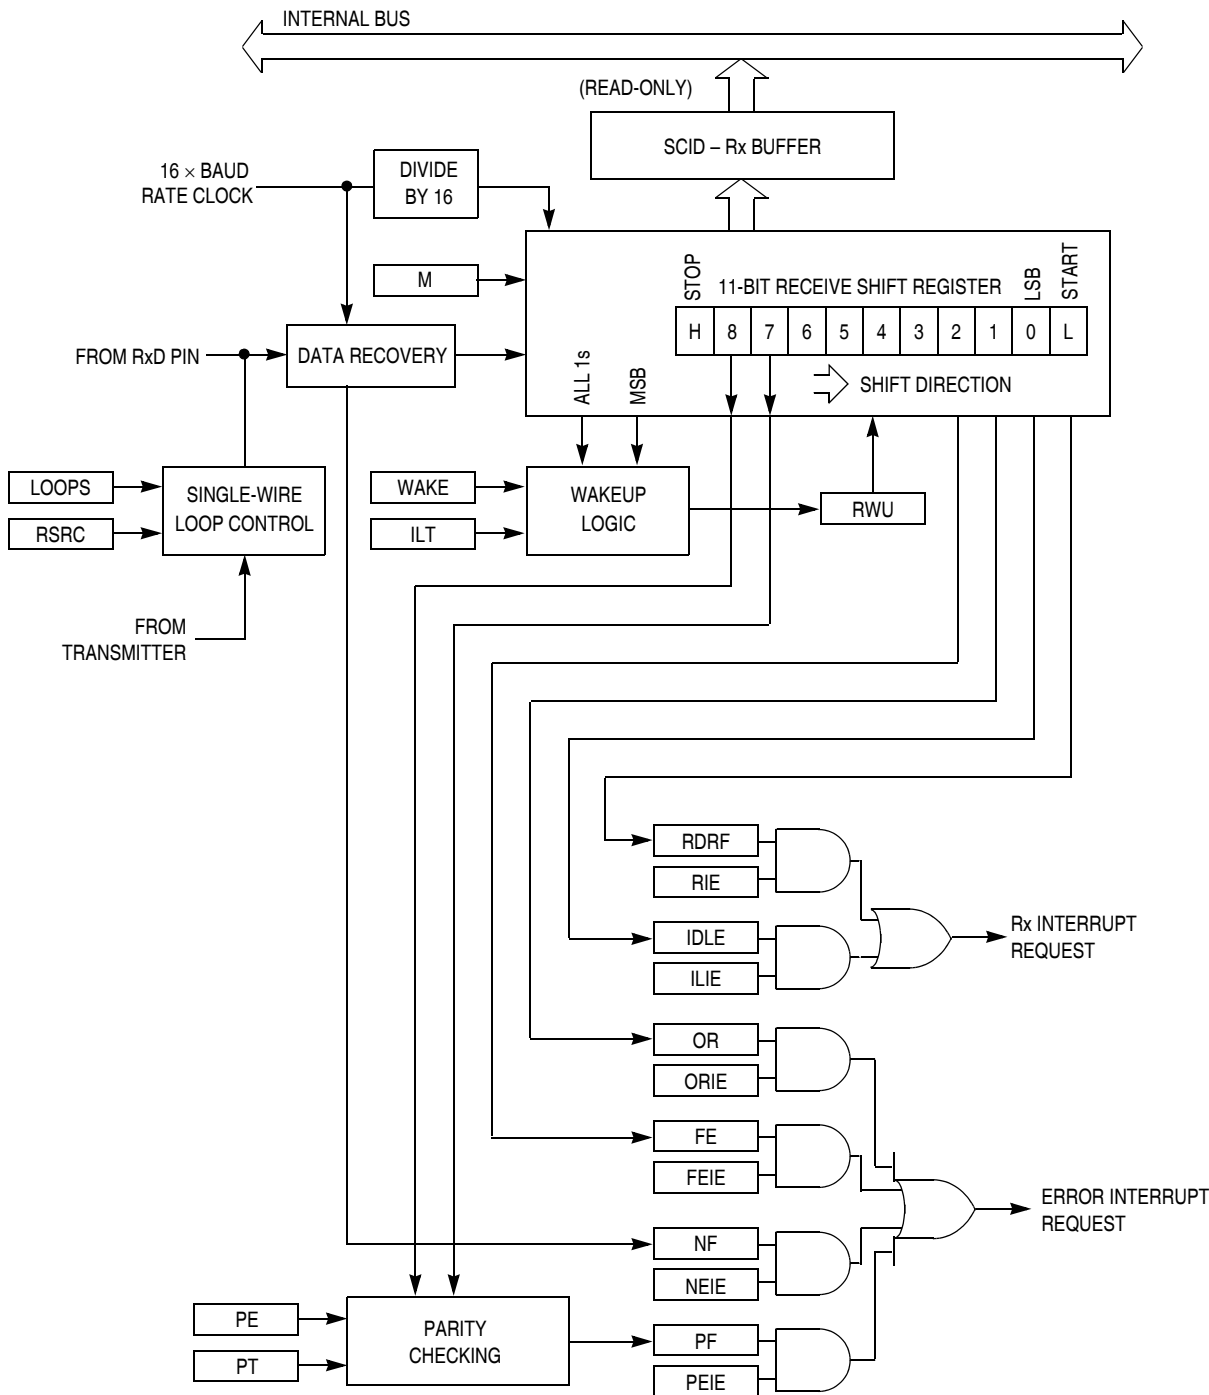 INTERNAL BUS
(READ-ONLY)
SCID – Rx BUFFER
16 × BAUD
RATE CLOCK
DIVIDE
BY 16
M
STOP
11-BIT RECEIVE SHIFT REGISTER
LSB
START
H 8 7 6 5 4 3 2 1 0 L
FROM RxD PIN
DATA RECOVERY
ALL 1s
MSB
SHIFT DIRECTION
LOOPS
RSRC
SINGLE-WIRE
LOOP CONTROL
WAKE
ILT
WAKEUP
LOGIC
RWU
FROM
TRANSMITTER
RDRF
RIE
IDLE
ILIE
Rx INTERRUPT
REQUEST
OR
ORIE
FE
FEIE
ERROR INTERRUPT
REQUEST
NF
NEIE
PE
PT
PARITY
CHECKING
PF
PEIE